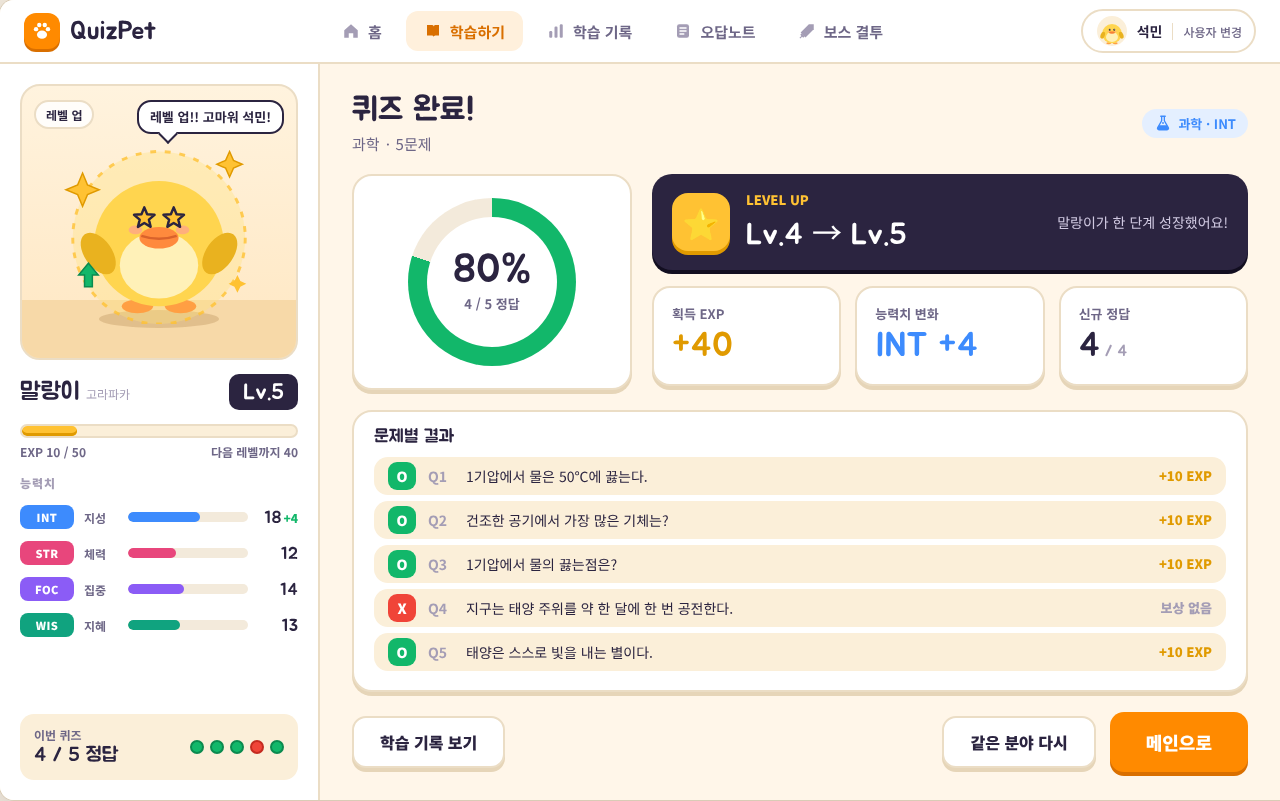 QuizPet
홈
학습하기
학습 기록
오답노트
보스 결투
석민
사용자 변경
레벨 업
레벨 업!! 고마워 석민!
말랑이 고라파카
Lv.5
EXP 10 / 50
다음 레벨까지 40
능력치
INT 지성 18 +4
STR 체력 12
FOC 집중 14
WIS 지혜 13
이번 퀴즈
4 / 5 정답
퀴즈 완료!
과학 · 5문제
과학 · INT
80%
4 / 5 정답
LEVEL UP
Lv.4 → Lv.5
말랑이가 한 단계 성장했어요!
획득 EXP
+40
능력치 변화
INT +4
신규 정답
4 / 4
문제별 결과
O Q1 1기압에서 물은 50℃에 끓는다. +10 EXP
O Q2 건조한 공기에서 가장 많은 기체는? +10 EXP
O Q3 1기압에서 물의 끓는점은? +10 EXP
X Q4 지구는 태양 주위를 약 한 달에 한 번 공전한다. 보상 없음
O Q5 태양은 스스로 빛을 내는 별이다. +10 EXP
학습 기록 보기
같은 분야 다시
메인으로